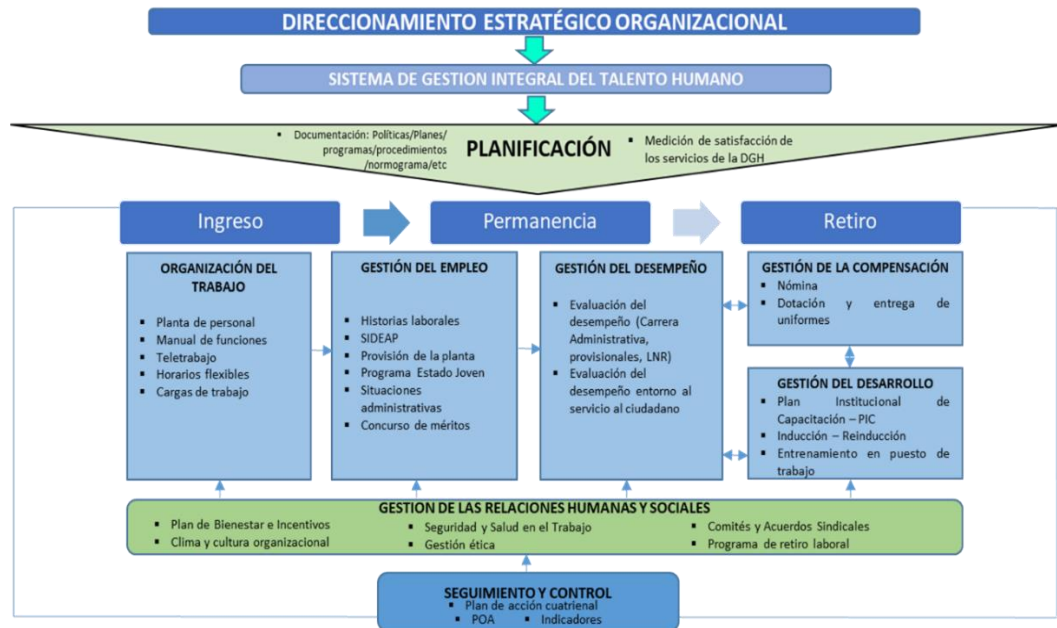 DIRECCIONAMIENTO ESTRATÉGICO ORGANIZACIONAL
SISTEMA DE GESTION INTEGRAL DEL TALENTO HUMANO
▪ Documentación: Políticas/Planes/
programas/procedimientos
/normograma/etc
PLANIFICACIÓN
▪ Medición de satisfacción de
los servicios de la DGH
Ingreso
Permanencia
Retiro
ORGANIZACIÓN DEL
TRABAJO
▪ Planta de personal
▪ Manual de funciones
▪ Teletrabajo
▪ Horarios flexibles
▪ Cargas de trabajo
GESTIÓN DEL EMPLEO
▪ Historias laborales
▪ SIDEAP
▪ Provisión de la planta
▪ Programa Estado Joven
▪ Situaciones
administrativas
▪ Concurso de méritos
GESTIÓN DEL DESEMPEÑO
▪ Evaluación del
desempeño (Carrera
Administrativa,
provisionales, LNR)
▪ Evaluación del
desempeño entorno al
servicio al ciudadano
GESTIÓN DE LA COMPENSACIÓN
▪ Nómina
▪ Dotación y entrega de
uniformes
GESTIÓN DEL DESARROLLO
▪ Plan Institucional de
Capacitación – PIC
▪ Inducción – Reinducción
▪ Entrenamiento en puesto de
trabajo
GESTION DE LAS RELACIONES HUMANAS Y SOCIALES
▪ Plan de Bienestar e Incentivos
▪ Clima y cultura organizacional
▪ Seguridad y Salud en el Trabajo
▪ Gestión ética
▪ Comités y Acuerdos Sindicales
▪ Programa de retiro laboral
SEGUIMIENTO Y CONTROL
▪ Plan de acción cuatrienal
▪ POA ▪ Indicadores